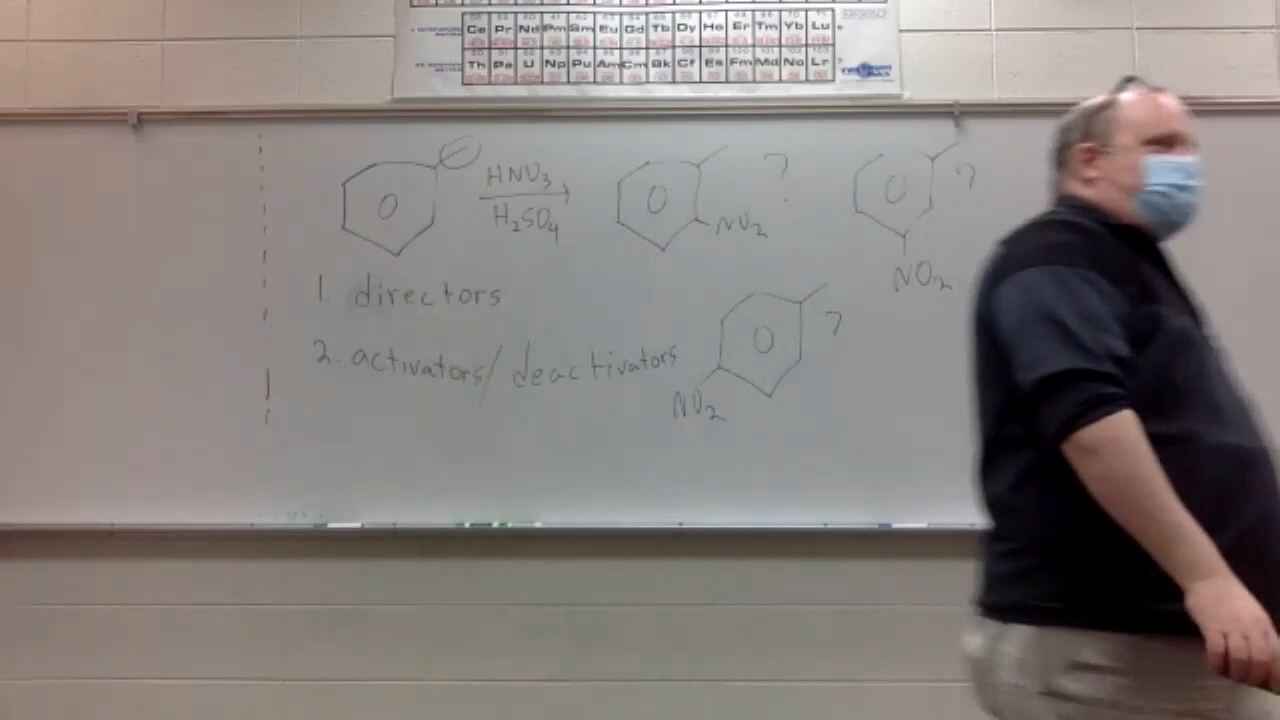 Ce Pr Nd Pm Sm Eu Gd Tb Dy Ho Er Tm Yb Lu
Th Pa U Np Pu Am Cm Bk Cf Es Fm Md No Lr
HNO3
H2SO4
?
NO2
?
NO2
1. directors
2. activators/deactivators
?
NO2